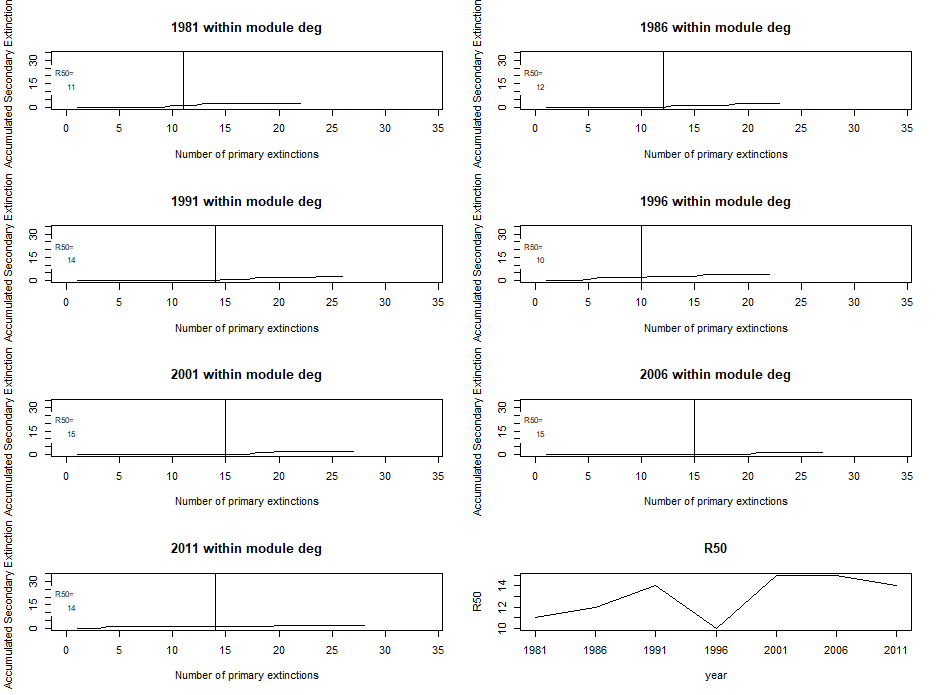 1981 within module deg
Accumulated Secondary Extinction
0 15 30
R50=
11
0 5 10 15 20 25 30 35
Number of primary extinctions
1986 within module deg
Accumulated Secondary Extinction
0 15 30
R50=
12
0 5 10 15 20 25 30 35
Number of primary extinctions
1991 within module deg
Accumulated Secondary Extinction
0 15 30
R50=
14
0 5 10 15 20 25 30 35
Number of primary extinctions
1996 within module deg
Accumulated Secondary Extinction
0 15 30
R50=
10
0 5 10 15 20 25 30 35
Number of primary extinctions
2001 within module deg
Accumulated Secondary Extinction
0 15 30
R50=
15
0 5 10 15 20 25 30 35
Number of primary extinctions
2006 within module deg
Accumulated Secondary Extinction
0 15 30
R50=
15
0 5 10 15 20 25 30 35
Number of primary extinctions
2011 within module deg
Accumulated Secondary Extinction
0 15 30
R50=
14
0 5 10 15 20 25 30 35
Number of primary extinctions
R50
R50
10 12 14
1981 1986 1991 1996 2001 2006 2011
year